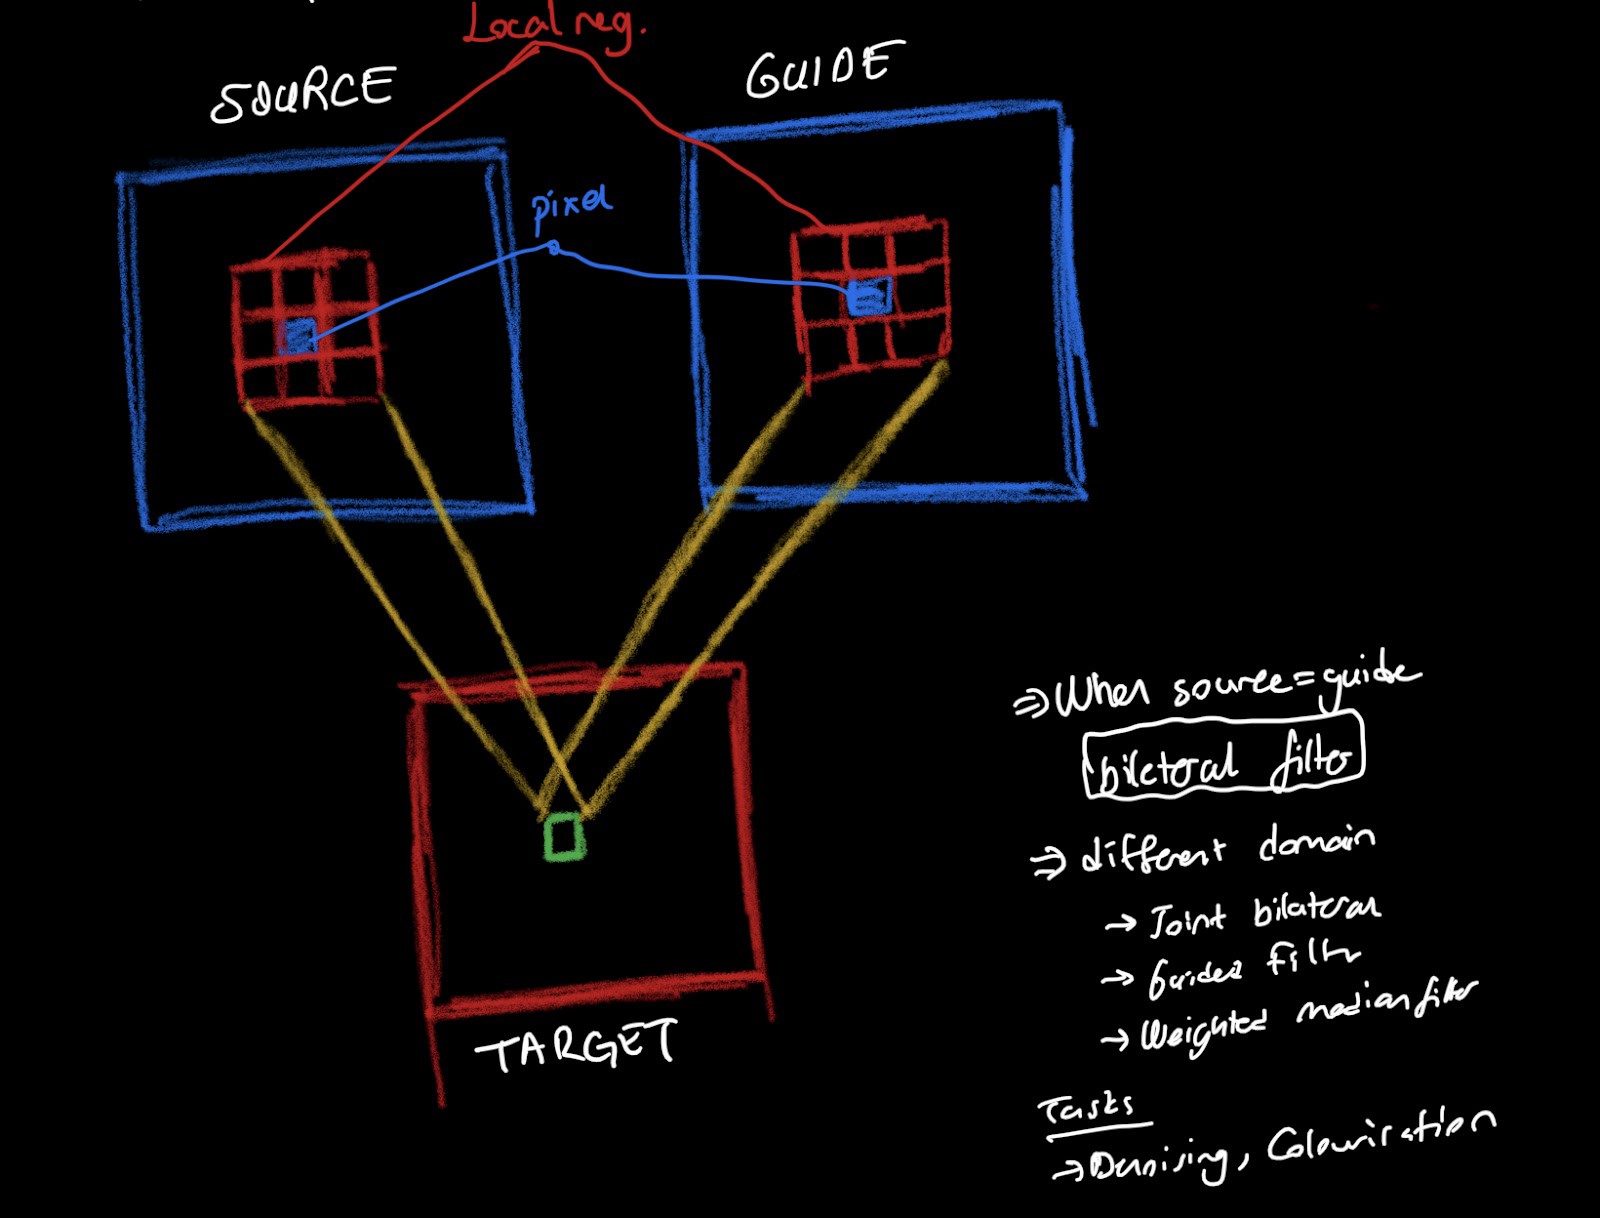 Local reg.
SOURCE
GUIDE
pixel
⇒ When source = guide
bilateral filter
⇒ different domain
→ Joint bilateral
→ Guided filter
→ Weighted median filter
Tasks
→ Denoising, Colourisation
TARGET